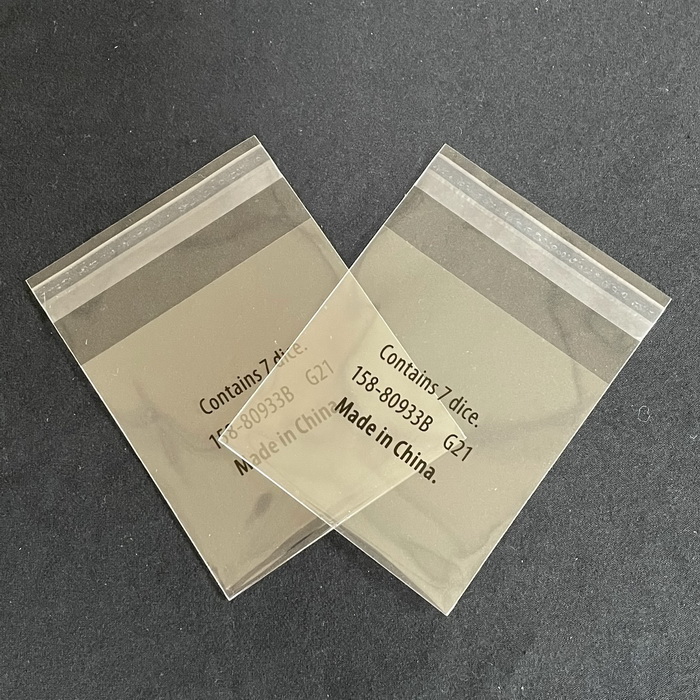 Contains 7 dice.
158-80933B G21
Made in China.
Contains 7 dice.
158-80933B G21
Made in China.